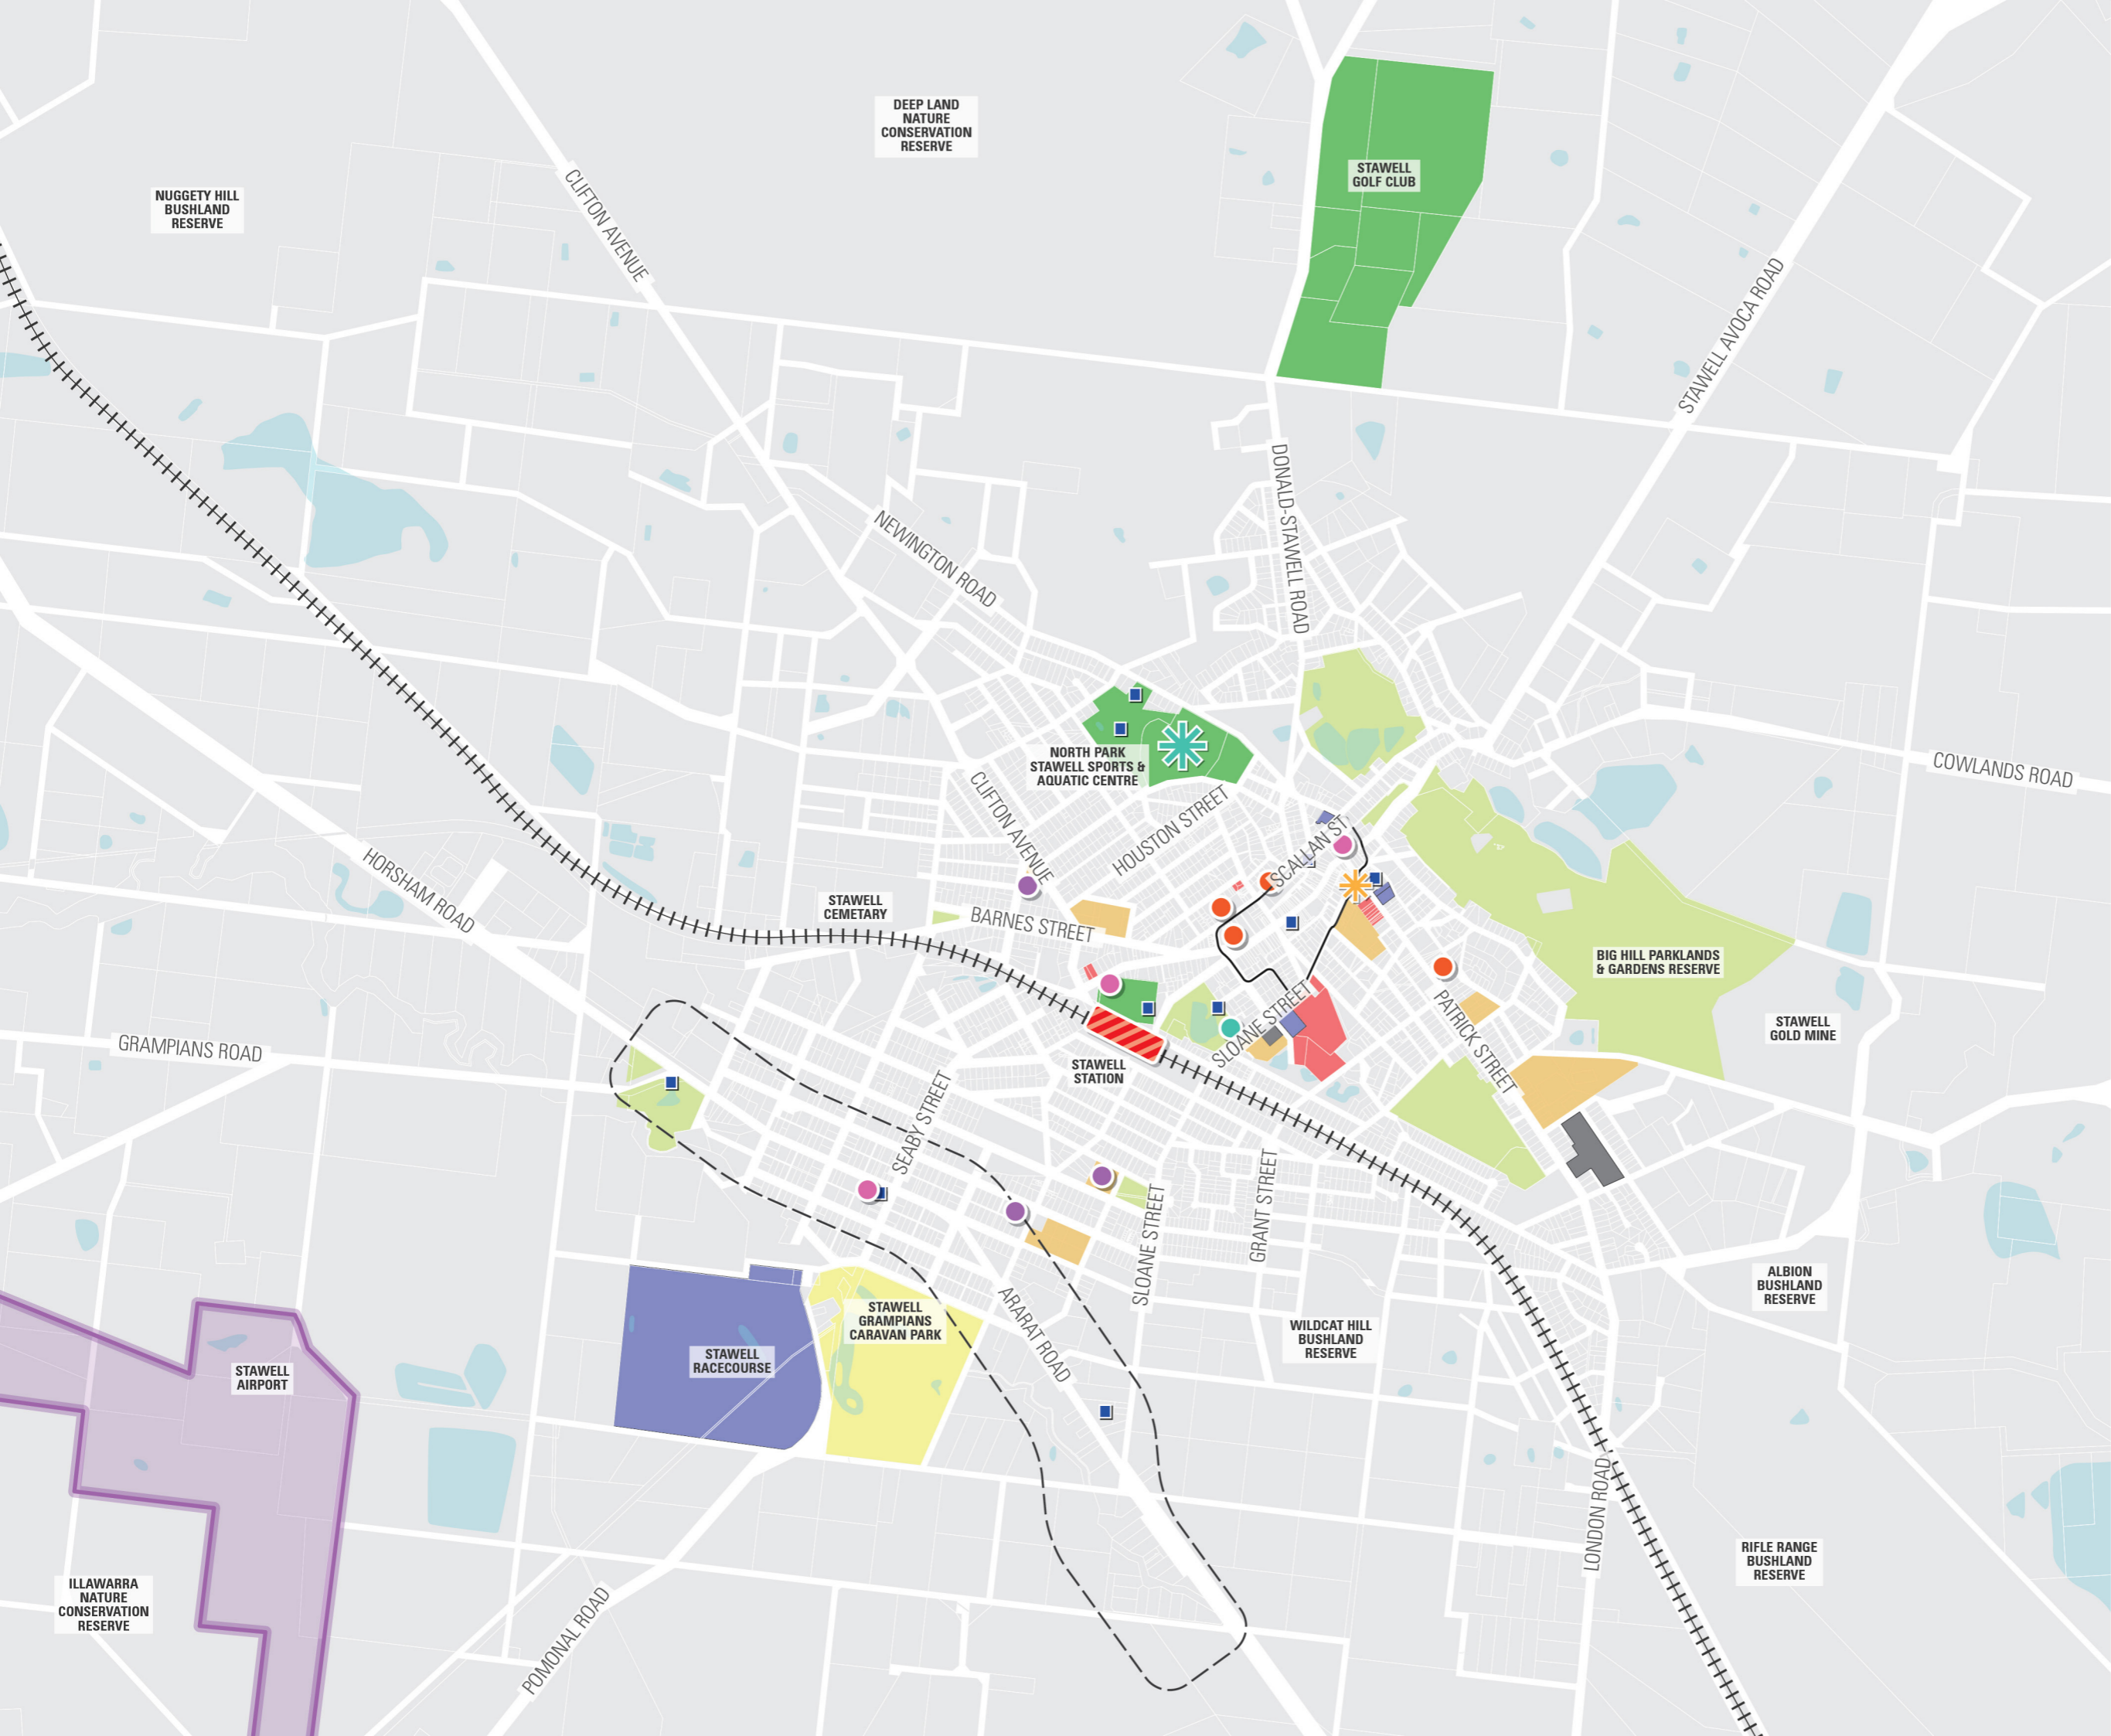 DEEP LAND
NATURE
CONSERVATION
RESERVE
STAWELL
GOLF CLUB
NUGGETY HILL
BUSHLAND
RESERVE
CLIFTON AVENUE
STAWELL AVOCA ROAD
DONALD-STAWELL ROAD
NEWINGTON ROAD
NORTH PARK
STAWELL SPORTS &
AQUATIC CENTRE
COWLANDS ROAD
CLIFTON AVENUE
HOUSTON STREET
SCALLAN ST
HORSHAM ROAD
STAWELL
CEMETARY
BARNES STREET
BIG HILL PARKLANDS
& GARDENS RESERVE
STAWELL
GOLD MINE
GRAMPIANS ROAD
SLOANE STREET
PATRICK STREET
STAWELL
STATION
SEABY STREET
GRANT STREET
SLOANE STREET
ALBION
BUSHLAND
RESERVE
STAWELL
GRAMPIANS
CARAVAN PARK
ARARAT ROAD
WILDCAT HILL
BUSHLAND
RESERVE
STAWELL
RACECOURSE
STAWELL
AIRPORT
LONDON ROAD
RIFLE RANGE
BUSHLAND
RESERVE
ILLAWARRA
NATURE
CONSERVATION
RESERVE
POMONAL ROAD